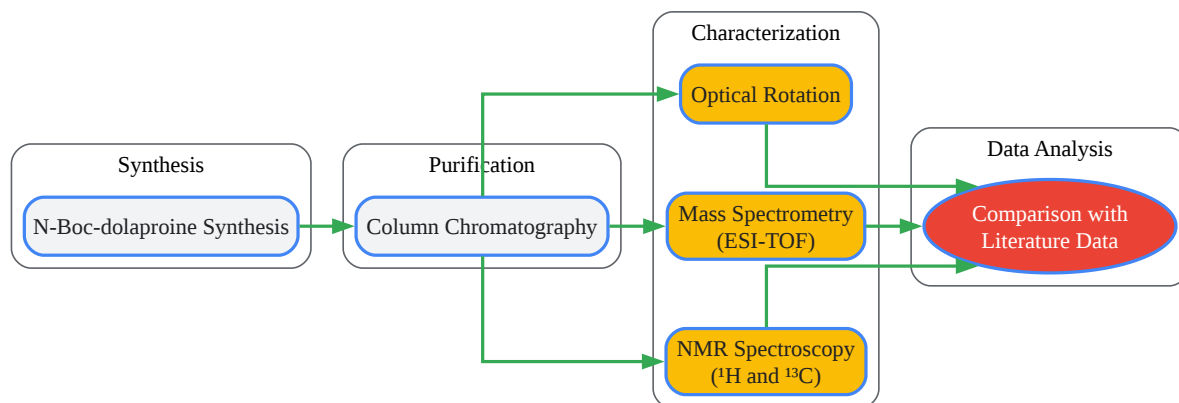 Synthesis
N-Boc-dolaproine Synthesis
Purification
Column Chromatography
Characterization
Optical Rotation
Mass Spectrometry
(ESI-TOF)
NMR Spectroscopy
(¹H and ¹³C)
Data Analysis
Comparison with
Literature Data